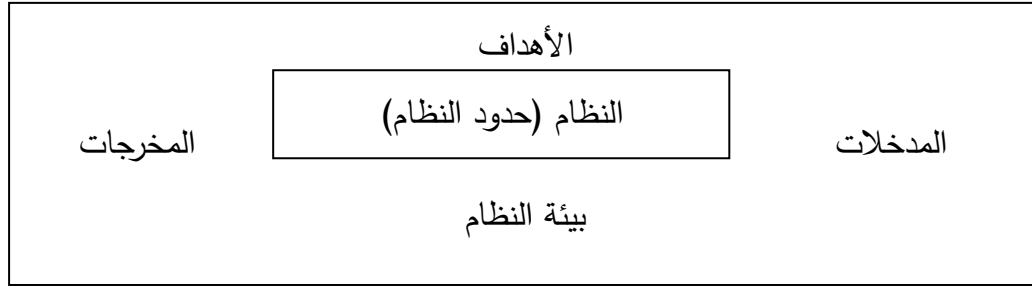 الأهداف
النظام (حدود النظام)
المدخلات
المخرجات
بيئة النظام